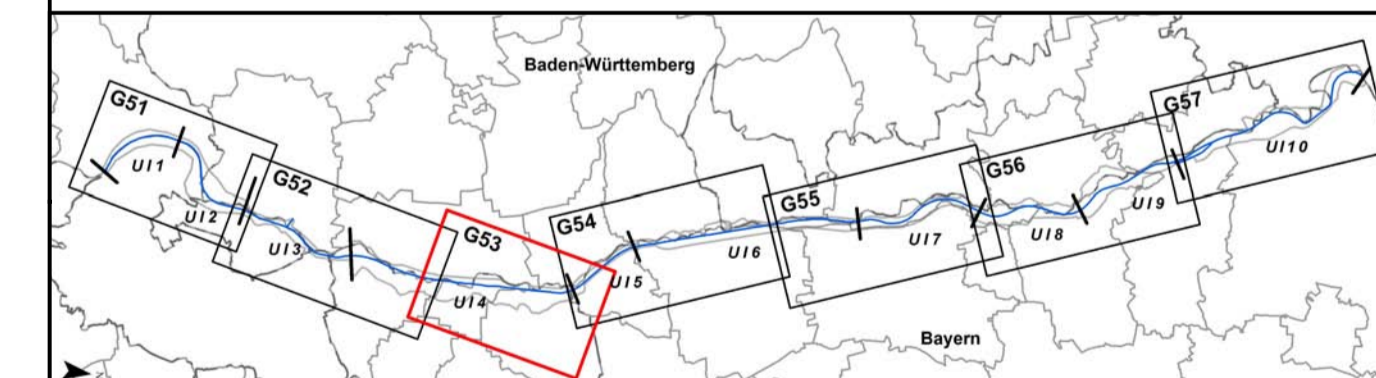 Baden-Württemberg
G51
UI1
UI2
G52
UI3
G53
UI4
G54
UI5
UI6
G55
UI7
G56
UI8
UI9
G57
UI10
Bayern